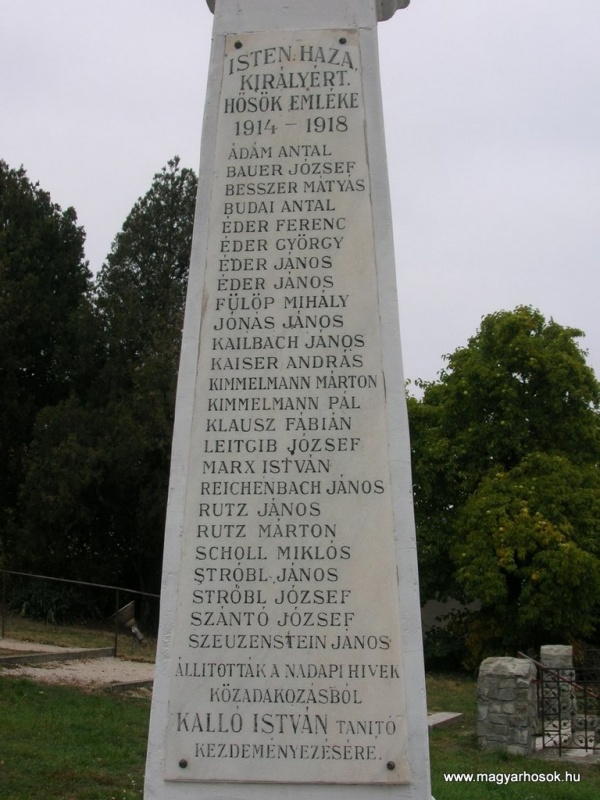 ISTEN, HAZA,
KIRÁLYÉRT.
HŐSÖK EMLÉKE
1914 – 1918
ÁDÁM ANTAL
BAUER JÓZSEF
BESSZER MÁTYÁS
BUDAI ANTAL
ÉDER FERENC
ÉDER GYÖRGY
ÉDER JÁNOS
ÉDER JÁNOS
FÜLÖP MIHÁLY
JÓNÁS JÁNOS
KAILBACH JÁNOS
KAISER ANDRÁS
KIMMELMANN MÁRTON
KIMMELMANN PÁL
KLAUSZ FÁBIÁN
LEITGIB JÓZSEF
MARX ISTVÁN
REICHENBACH JÁNOS
RUTZ JÁNOS
RUTZ MÁRTON
SCHOLL MIKLÓS
STRÓBL JÁNOS
STRÓBL JÓZSEF
SZÁNTÓ JÓZSEF
SZEUZENSTEIN JÁNOS
ÁLLITOTTÁK A NADAPI HIVEK
KÖZADAKOZÁSBÓL
KALLÓ ISTVÁN TANITÓ
KEZDEMÉNYEZÉSÉRE.
www.magyarhosok.hu